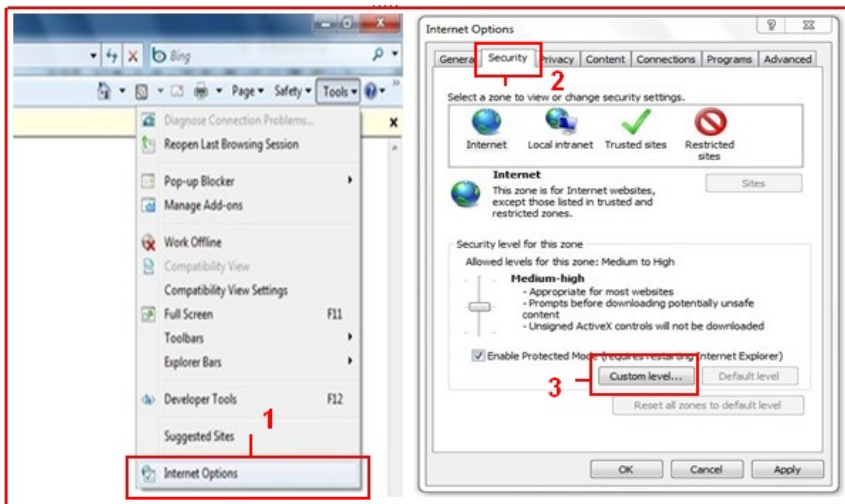 Bing
Page Safety Tools
Diagnose Connection Problems...
Reopen Last Browsing Session
Pop-up Blocker
Manage Add-ons
Work Offline
Compatibility View
Compatibility View Settings
Full Screen F11
Toolbars
Explorer Bars
Developer Tools F12
1
Suggested Sites
Internet Options
Internet Options
General Security Privacy Content Connections Programs Advanced
2
Select a zone to view or change security settings.
Internet Local intranet Trusted sites Restricted
sites
Internet
Sites
This zone is for Internet websites,
except those listed in trusted and
restricted zones.
Security level for this zone
Allowed levels for this zone: Medium to High
Medium-high
- Appropriate for most websites
- Prompts before downloading potentially unsafe
content
- Unsigned ActiveX controls will not be downloaded
Enable Protected Mode (requires restarting Internet Explorer)
3
Custom level... Default level
Reset all zones to default level
OK Cancel Apply